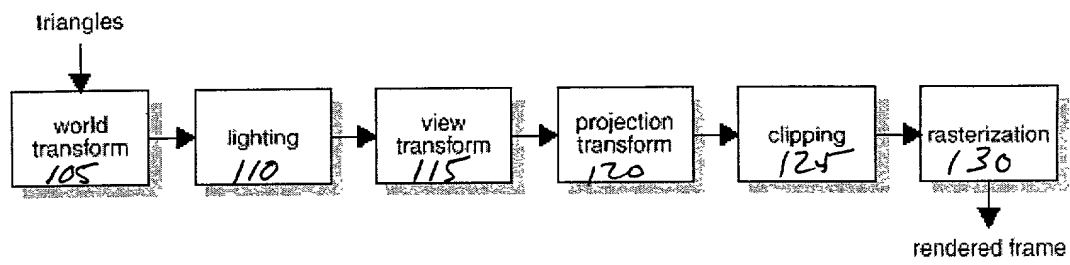 triangles
world
transform
105
lighting
110
view
transform
115
projection
transform
120
clipping
125
rasterization
130
rendered frame